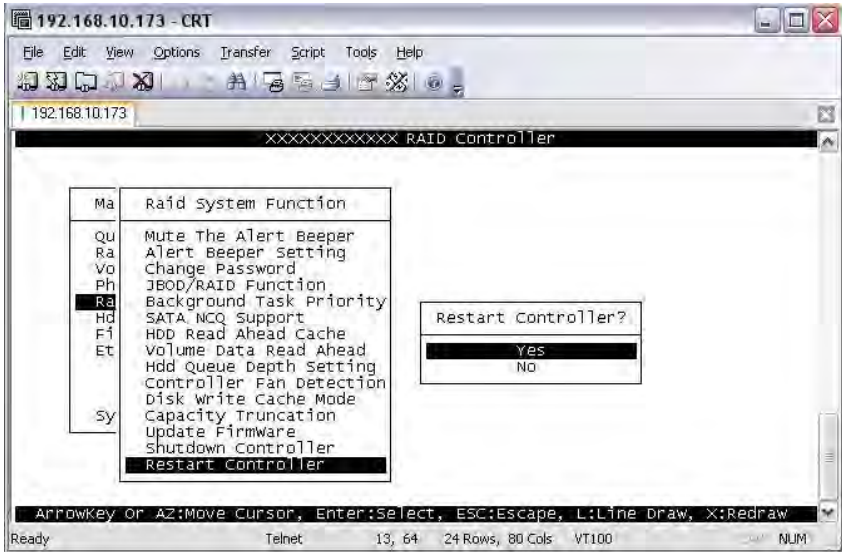 192.168.10.173 - CRT
File Edit View Options Transfer Script Tools Help
192.168.10.173
XXXXXXXXXXXX RAID Controller
Ma
Qu
Ra
Vo
Ph
Ra
Hd
Fi
Et
Sy
Raid System Function
Mute The Alert Beeper
Alert Beeper Setting
Change Password
JBOD/RAID Function
Background Task Priority
SATA NCQ Support
HDD Read Ahead Cache
Volume Data Read Ahead
Hdd Queue Depth Setting
Controller Fan Detection
Disk Write Cache Mode
Capacity Truncation
Update FirmWare
Shutdown Controller
Restart Controller
Restart Controller?
Yes
No
ArrowKey Or AZ:Move Cursor, Enter:Select, ESC:Escape, L:Line Draw, X:Redraw
Ready Telnet 13, 64 24 Rows, 80 Cols VT100 NUM